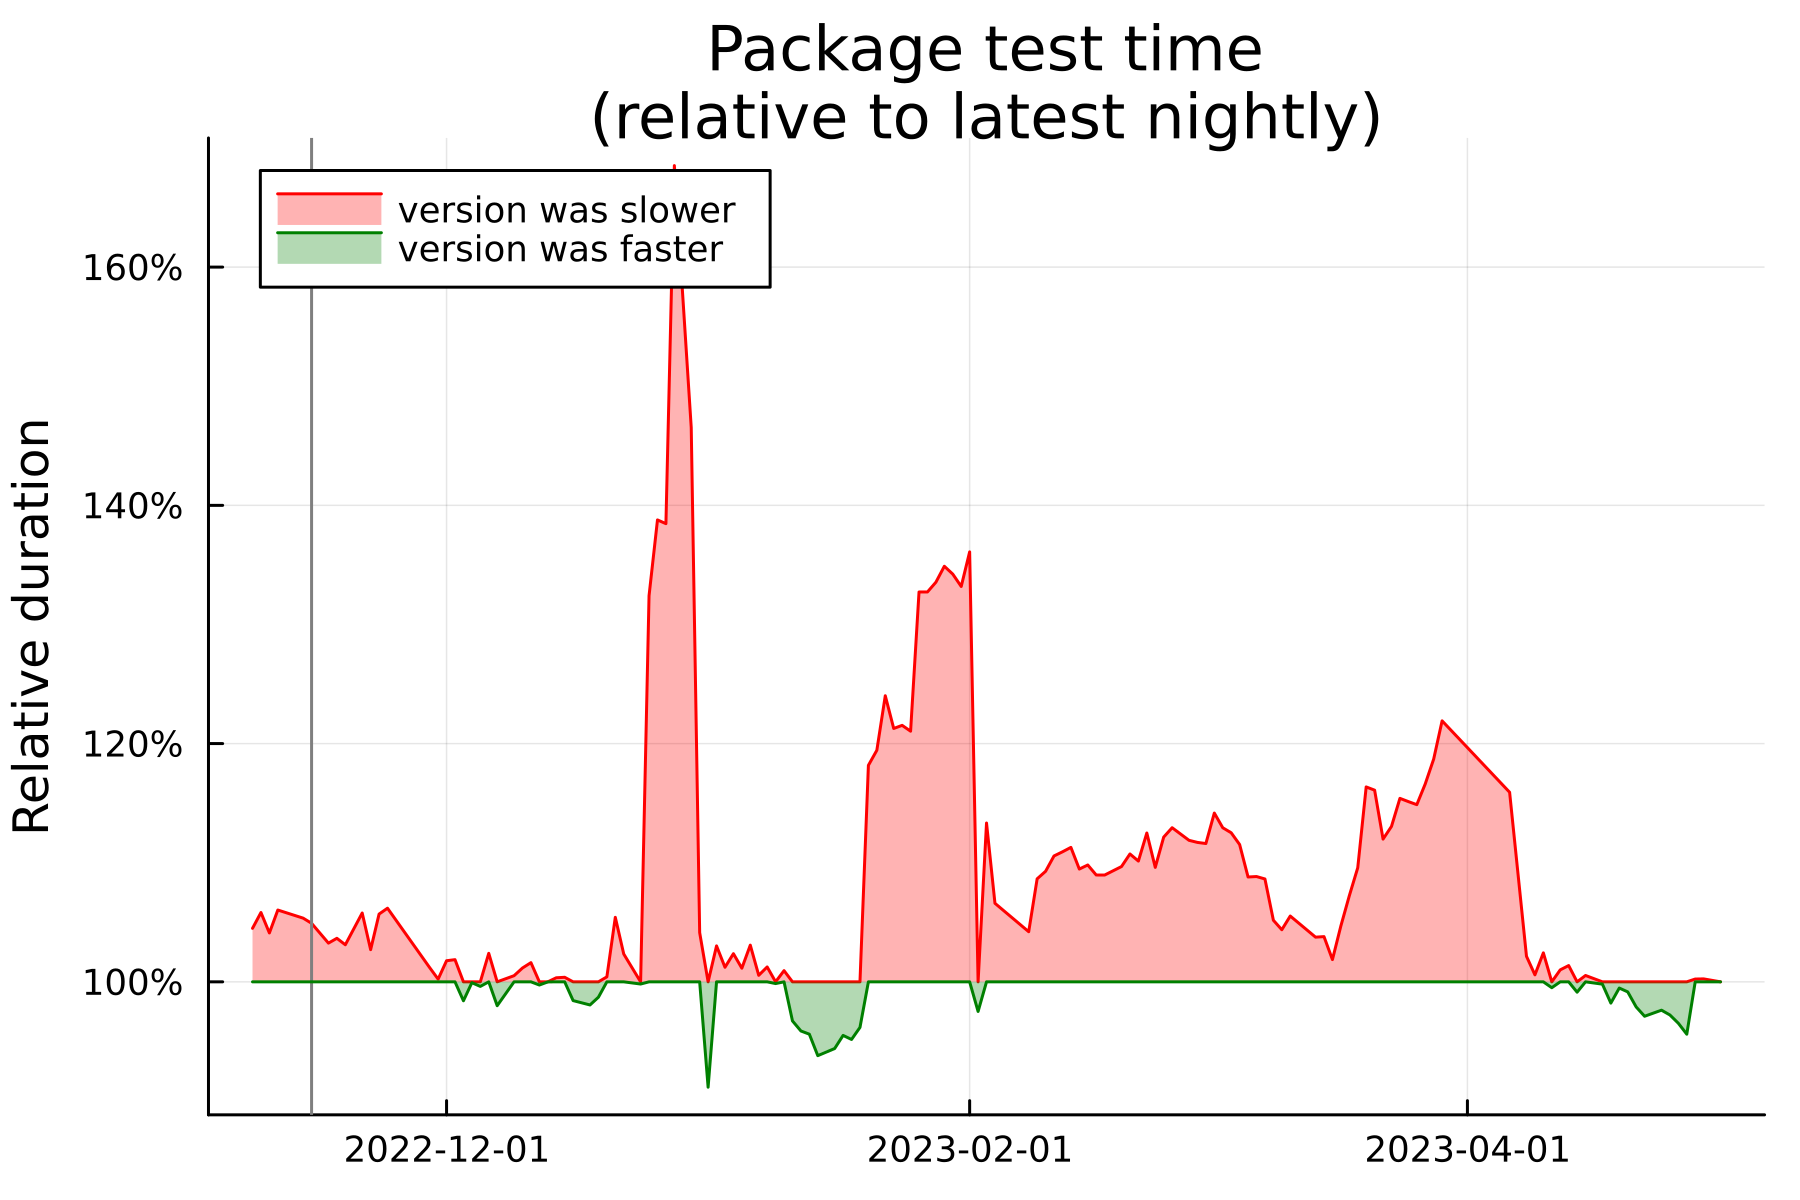 Package test time
(relative to latest nightly)
version was slower
version was faster
160%
140%
120%
100%
Relative duration
2022-12-01
2023-02-01
2023-04-01